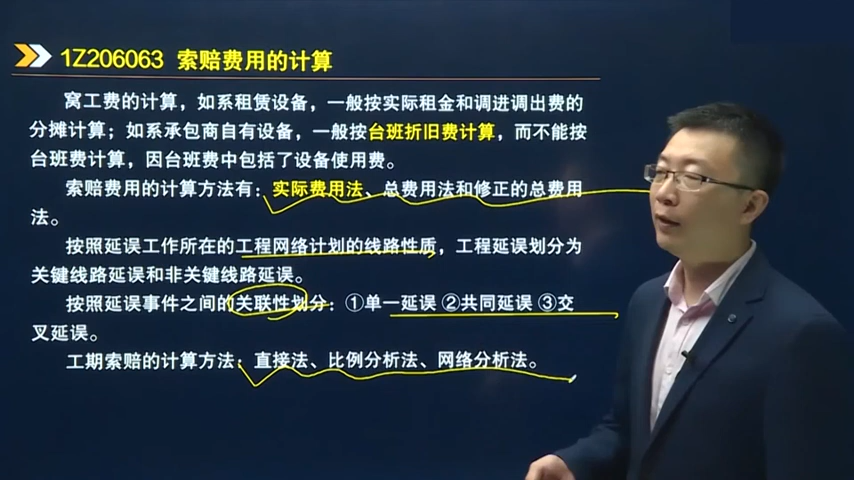 1Z206063 索赔费用的计算
窝工费的计算，如系租赁设备，一般按实际租金和调进调出费的
分摊计算；如系承包商自有设备，一般按台班折旧费计算，而不能按
台班费计算，因台班费中包括了设备使用费。
索赔费用的计算方法有：实际费用法、总费用法和修正的总费用
法。
按照延误工作所在的工程网络计划的线路性质，工程延误划分为
关键线路延误和非关键线路延误。
按照延误事件之间的关联性划分：①单一延误 ②共同延误 ③交
叉延误。
工期索赔的计算方法：直接法、比例分析法、网络分析法。